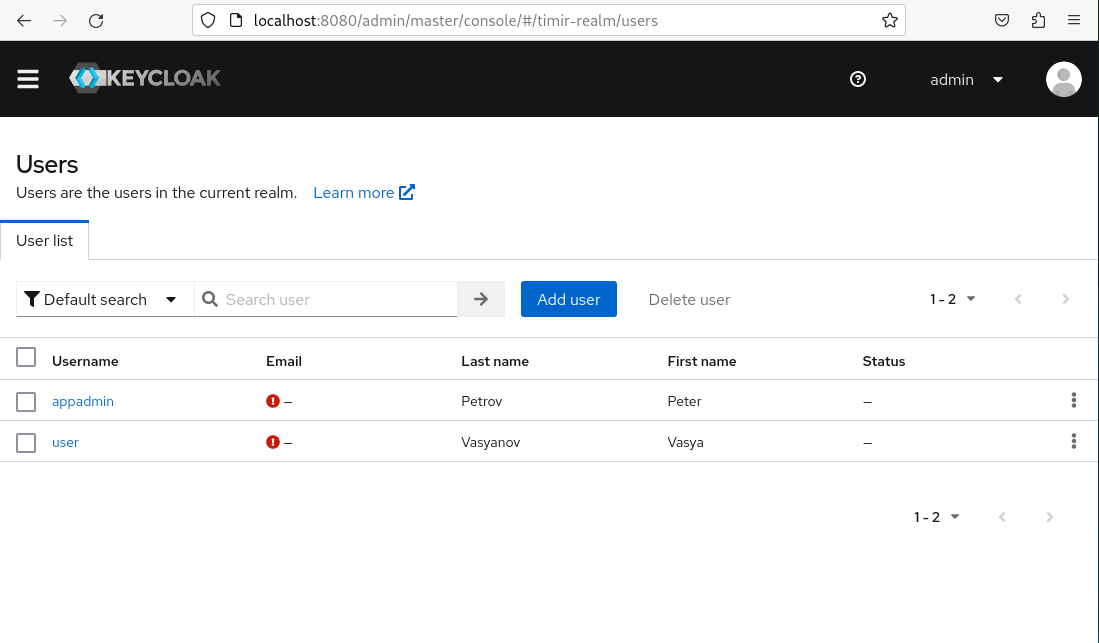 localhost:8080/admin/master/console/#/timir-realm/users
KEYCLOAK
admin
Users
Users are the users in the current realm. Learn more
User list
Default search Search user Add user Delete user 1 - 2
Username Email Last name First name Status
appadmin – Petrov Peter –
user – Vasyanov Vasya –
1 - 2